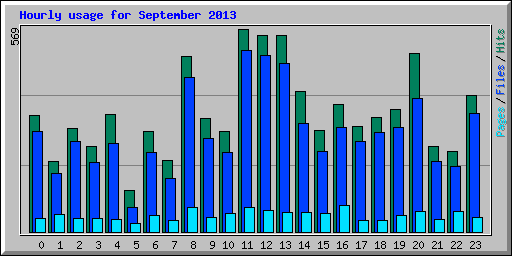 Hourly usage for September 2013
569
Pages/Files/Hits
0 1 2 3 4 5 6 7 8 9 10 11 12 13 14 15 16 17 18 19 20 21 22 23